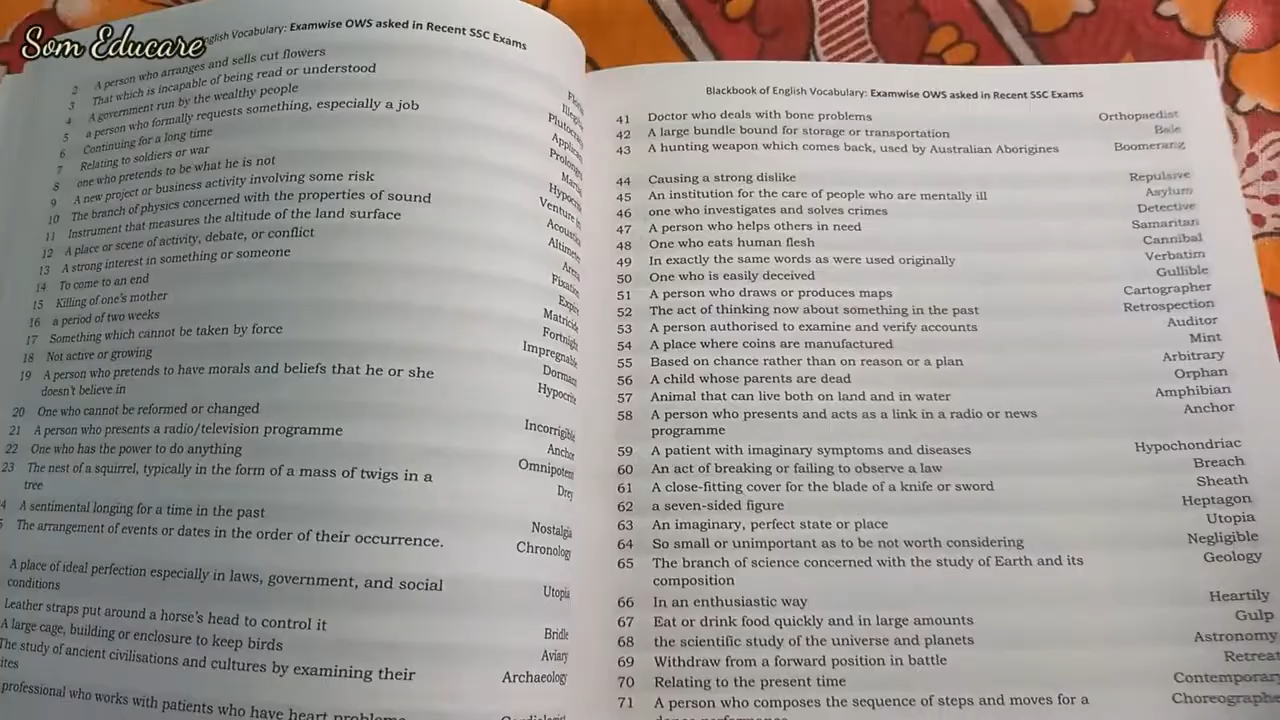 Som Educare
English Vocabulary: Examwise OWS asked in Recent SSC Exams
2 A person who arranges and sells cut flowers
3 That which is incapable of being read or understood
4 A government run by the wealthy people
5 a person who formally requests something, especially a job
6 Continuing for a long time
7 Relating to soldiers or war
8 one who pretends to be what he is not
9 A new project or business activity involving some risk
10 The branch of physics concerned with the properties of sound
11 Instrument that measures the altitude of the land surface
12 A place or scene of activity, debate, or conflict
13 A strong interest in something or someone
14 To come to an end
15 Killing of one's mother Matricide
16 a period of two weeks Fortnight
17 Something which cannot be taken by force Impregnable
18 Not active or growing Dormant
19 A person who pretends to have morals and beliefs that he or she Hypocrite
doesn't believe in
20 One who cannot be reformed or changed Incorrigible
21 A person who presents a radio/television programme Anchor
22 One who has the power to do anything Omnipotent
23 The nest of a squirrel, typically in the form of a mass of twigs in a Drey
tree
4 A sentimental longing for a time in the past Nostalgia
5 The arrangement of events or dates in the order of their occurrence. Chronology
A place of ideal perfection especially in laws, government, and social Utopia
conditions
Leather straps put around a horse's head to control it Bridle
A large cage, building or enclosure to keep birds Aviary
The study of ancient civilisations and cultures by examining their Archaeology
ites
professional who works with patients who have heart problems
Blackbook of English Vocabulary: Examwise OWS asked in Recent SSC Exams
41 Doctor who deals with bone problems Orthopaedist
42 A large bundle bound for storage or transportation Bale
43 A hunting weapon which comes back, used by Australian Aborigines Boomerang
44 Causing a strong dislike Repulsive
45 An institution for the care of people who are mentally ill Asylum
46 one who investigates and solves crimes Detective
47 A person who helps others in need Samaritan
48 One who eats human flesh Cannibal
49 In exactly the same words as were used originally Verbatim
50 One who is easily deceived Gullible
51 A person who draws or produces maps Cartographer
52 The act of thinking now about something in the past Retrospection
53 A person authorised to examine and verify accounts Auditor
54 A place where coins are manufactured Mint
55 Based on chance rather than on reason or a plan Arbitrary
56 A child whose parents are dead Orphan
57 Animal that can live both on land and in water Amphibian
58 A person who presents and acts as a link in a radio or news Anchor
programme
59 A patient with imaginary symptoms and diseases Hypochondriac
60 An act of breaking or failing to observe a law Breach
61 A close-fitting cover for the blade of a knife or sword Sheath
62 a seven-sided figure Heptagon
63 An imaginary, perfect state or place Utopia
64 So small or unimportant as to be not worth considering Negligible
65 The branch of science concerned with the study of Earth and its Geology
composition
66 In an enthusiastic way Heartily
67 Eat or drink food quickly and in large amounts Gulp
68 the scientific study of the universe and planets Astronomy
69 Withdraw from a forward position in battle Retreat
70 Relating to the present time Contemporar
71 A person who composes the sequence of steps and moves for a Choreographe